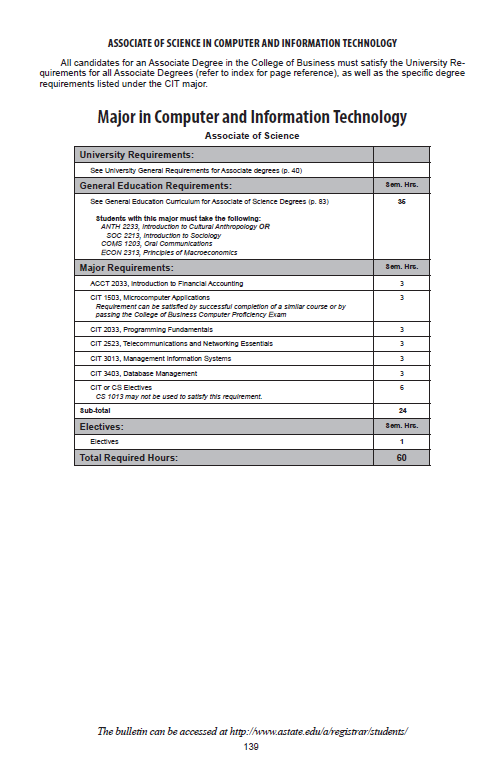 ASSOCIATE OF SCIENCE IN COMPUTER AND INFORMATION TECHNOLOGY
All candidates for an Associate Degree in the College of Business must satisfy the University Re-
quirements for all Associate Degrees (refer to index for page reference), as well as the specific degree
requirements listed under the CIT major.
Major in Computer and Information Technology
Associate of Science
University Requirements:
See University General Requirements for Associate degrees (p. 40)
General Education Requirements: Sem. Hrs.
See General Education Curriculum for Associate of Science Degrees (p. 83) 35
Students with this major must take the following:
ANTH 2233, Introduction to Cultural Anthropology OR
SOC 2213, Introduction to Sociology
COMS 1203, Oral Communications
ECON 2313, Principles of Macroeconomics
Major Requirements: Sem. Hrs.
ACCT 2033, Introduction to Financial Accounting 3
CIT 1503, Microcomputer Applications 3
Requirement can be satisfied by successful completion of a similar course or by
passing the College of Business Computer Proficiency Exam
CIT 2033, Programming Fundamentals 3
CIT 2523, Telecommunications and Networking Essentials 3
CIT 3013, Management Information Systems 3
CIT 3403, Database Management 3
CIT or CS Electives 6
CS 1013 may not be used to satisfy this requirement.
Sub-total 24
Electives: Sem. Hrs.
Electives 1
Total Required Hours: 60
The bulletin can be accessed at http://www.astate.edu/a/registrar/students/
139